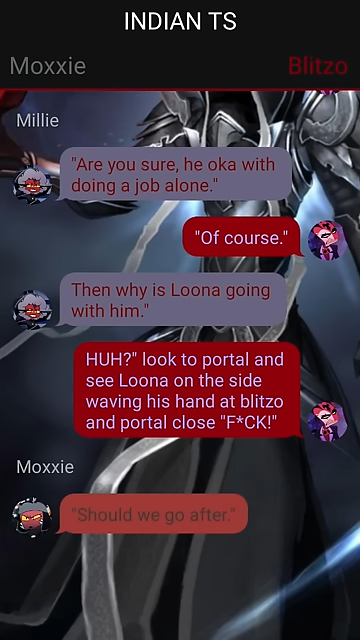 INDIAN TS
Moxxie
Blitzo
Millie
"Are you sure, he oka with
doing a job alone."
"Of course."
Then why is Loona going
with him."
HUH?" look to portal and
see Loona on the side
waving his hand at blitzo
and portal close "F*CK!"
Moxxie
"Should we go after."